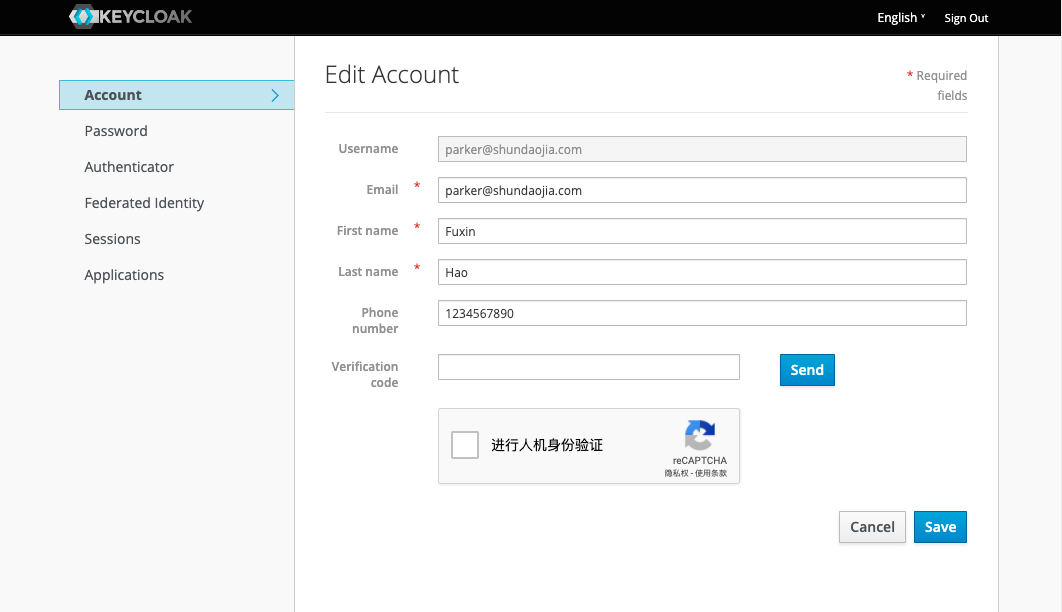 KEYCLOAK
English
Sign Out
Account
Password
Authenticator
Federated Identity
Sessions
Applications
Edit Account
* Required
fields
Username
parker@shundaojia.com
Email *
parker@shundaojia.com
First name *
Fuxin
Last name *
Hao
Phone
number
1234567890
Verification
code
Send
进行人机身份验证
reCAPTCHA
隐私权 - 使用条款
Cancel
Save